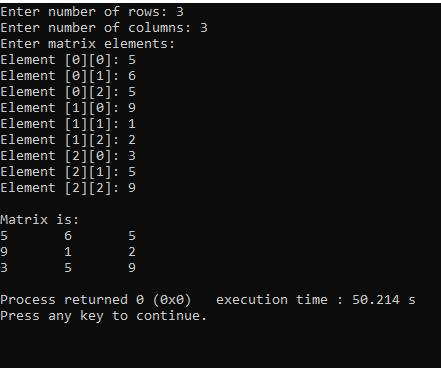 Enter number of rows: 3
Enter number of columns: 3
Enter matrix elements:
Element [0][0]: 5
Element [0][1]: 6
Element [0][2]: 5
Element [1][0]: 9
Element [1][1]: 1
Element [1][2]: 2
Element [2][0]: 3
Element [2][1]: 5
Element [2][2]: 9
Matrix is:
5 6 5
9 1 2
3 5 9
Process returned 0 (0x0) execution time : 50.214 s
Press any key to continue.